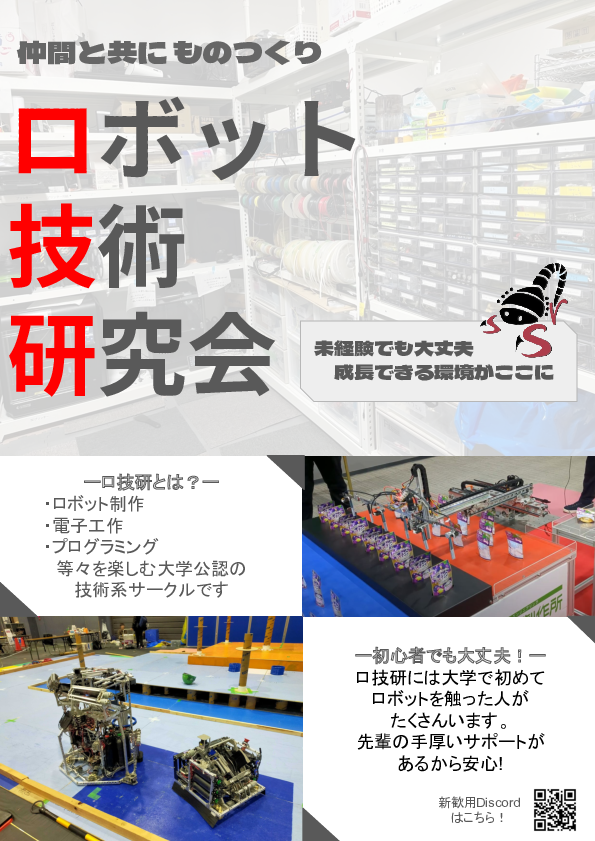 仲間と共に ものつくり
ロボット
技術
研究会
未経験でも大丈夫
成長できる環境がここに
S S r
ーロ技研とは？ー
・ロボット制作
・電子工作
・プログラミング
等々を楽しむ大学公認の
技術系サークルです
作所
ー初心者でも大丈夫！ー
ロ技研には大学で初めて
ロボットを触った人が
たくさんいます。
先輩の手厚いサポートが
あるから安心!
新歓用Discord
はこちら！